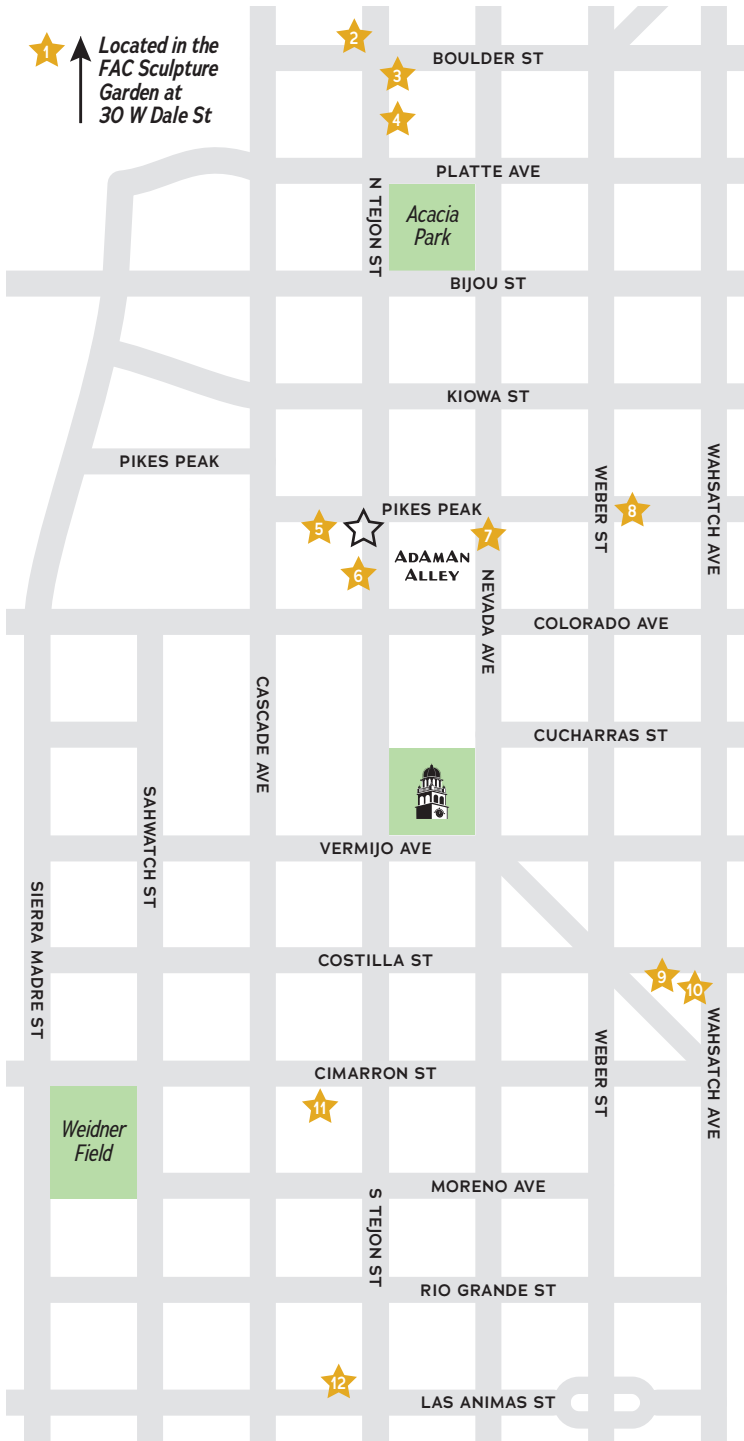 1
Located in the
FAC Sculpture
Garden at
30 W Dale St
2
BOULDER ST
3
4
PLATTE AVE
N TEJON ST
Acacia
Park
BIJOU ST
KIOWA ST
PIKES PEAK
WEBER ST
WAHSATCH AVE
PIKES PEAK
5
7
8
ADAMAN
ALLEY
6
NEVADA AVE
COLORADO AVE
CASCADE AVE
CUCHARRAS ST
SAHWATCH ST
VERMIJO AVE
SIERRA MADRE ST
COSTILLA ST
9
10
WEBER ST
WAHSATCH AVE
CIMARRON ST
11
Weidner
Field
MORENO AVE
S TEJON ST
RIO GRANDE ST
12
LAS ANIMAS ST